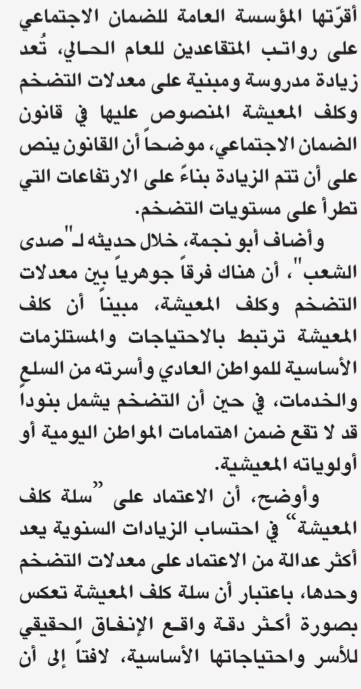 أقرّتها المؤسسة العامة للضمان الاجتماعي
على رواتب المتقاعدين للعام الحالي، تُعد
زيادة مدروسة ومبنية على معدلات التضخم
وكلف المعيشة المنصوص عليها في قانون
الضمان الاجتماعي، موضحاً أن القانون ينص
على أن تتم الزيادة بناءً على الارتفاعات التي
تطرأ على مستويات التضخم.
وأضاف أبو نجمة، خلال حديثه لـ"صدى
الشعب"، أن هناك فرقاً جوهرياً بين معدلات
التضخم وكلف المعيشة، مبيناً أن كلف
المعيشة ترتبط بالاحتياجات والمستلزمات
الأساسية للمواطن العادي وأسرته من السلع
والخدمات، في حين أن التضخم يشمل بنوداً
قد لا تقع ضمن اهتمامات المواطن اليومية أو
أولوياته المعيشية.
وأوضح، أن الاعتماد على ”سلة كلف
المعيشة“ في احتساب الزيادات السنوية يعد
أكثر عدالة من الاعتماد على معدلات التضخم
وحدها، باعتبار أن سلة كلف المعيشة تعكس
بصورة أكثر دقة واقع الإنفاق الحقيقي
للأسر واحتياجاتها الأساسية، لافتاً إلى أن